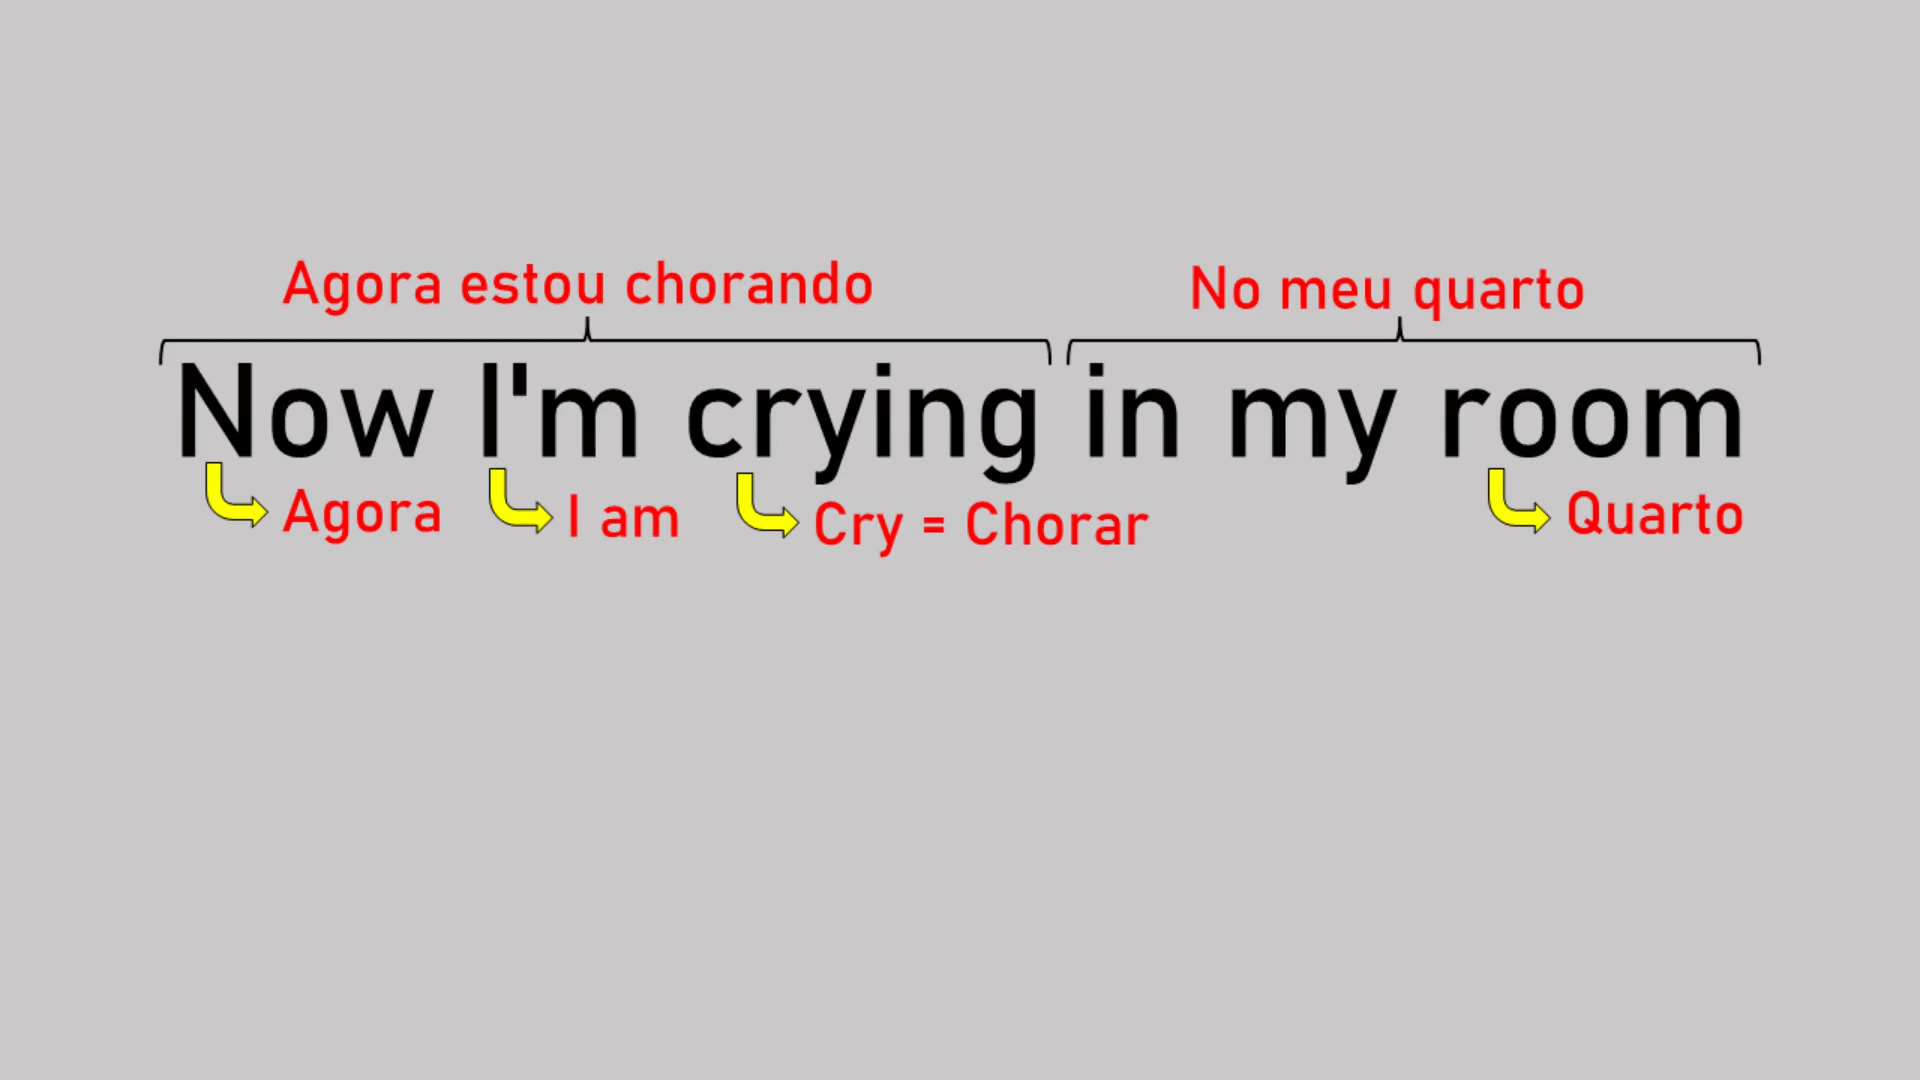 Agora estou chorando No meu quarto
Now I'm crying in my room
Agora I am Cry = Chorar Quarto